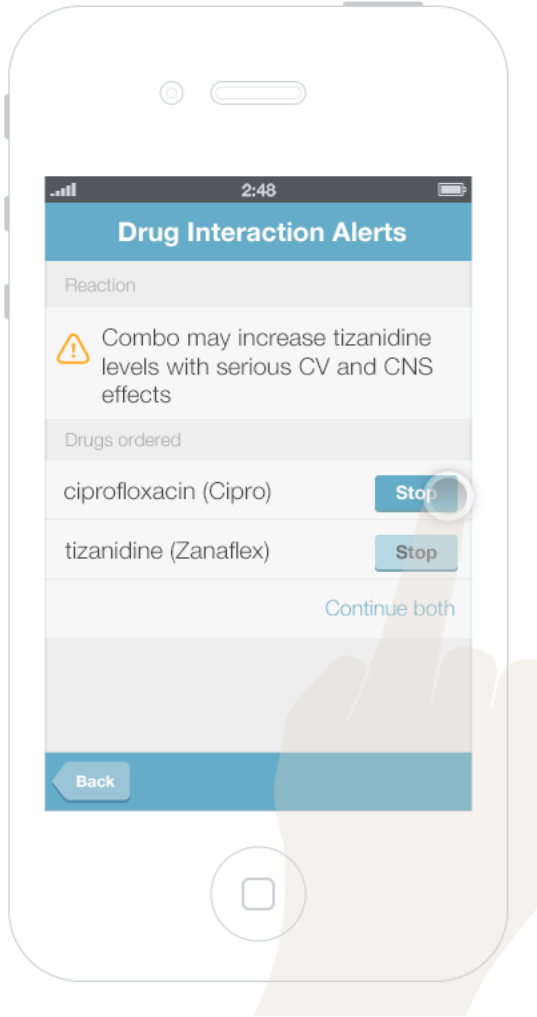 2:48
Drug Interaction Alerts
Reaction
Combo may increase tizanidine
levels with serious CV and CNS
effects
Drugs ordered
ciprofloxacin (Cipro)
Stop
tizanidine (Zanaflex)
Stop
Continue both
Back